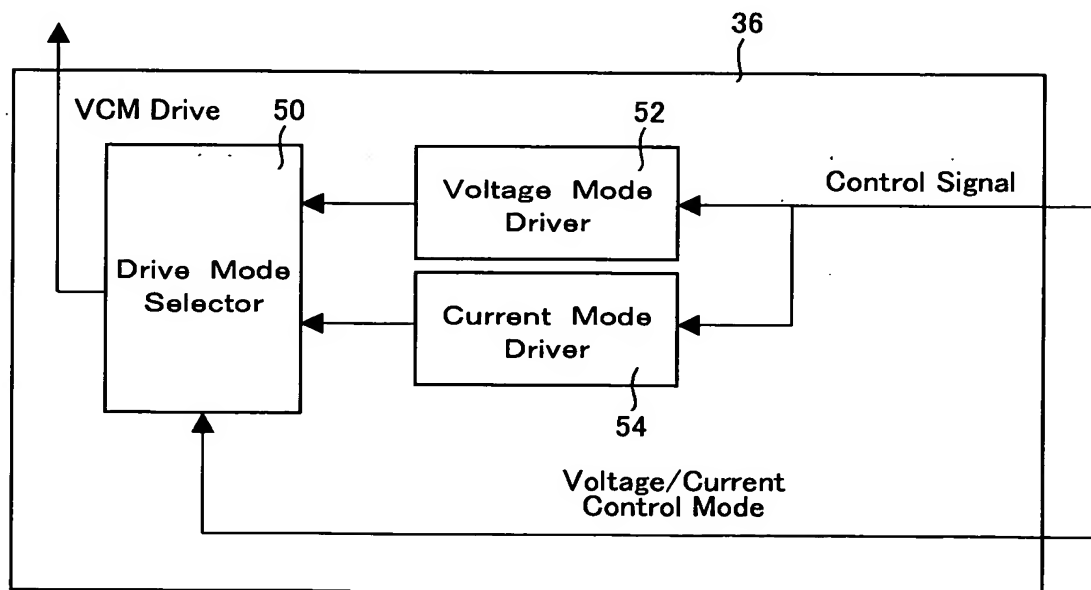 36
VCM Drive
50
52
Control Signal
Voltage Mode
Driver
Drive Mode
Selector
Current Mode
Driver
54
Voltage/Current
Control Mode